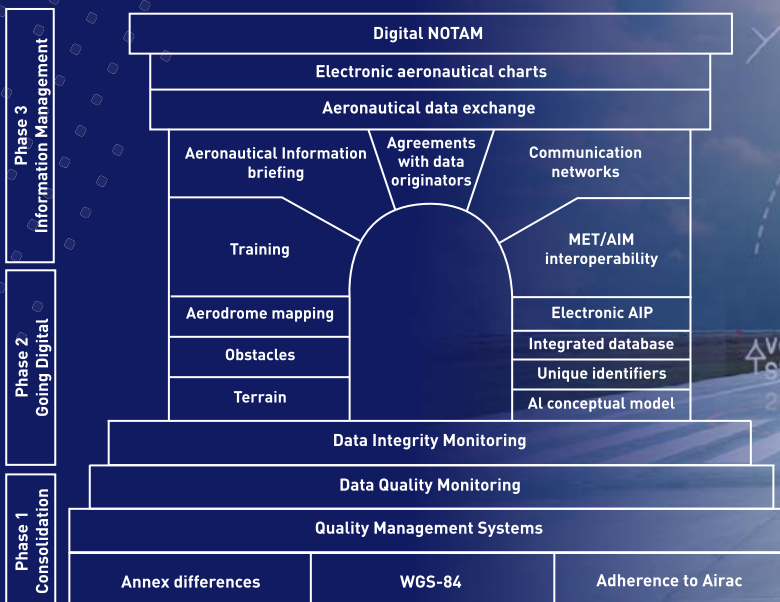 Phase 3
Information Management
Digital NOTAM
Electronic aeronautical charts
Aeronautical data exchange
Aeronautical Information
briefing
Agreements
with data
originators
Communication
networks
Training
MET/AIM
interoperability
Phase 2
Going Digital
Aerodrome mapping
Obstacles
Terrain
Electronic AIP
Integrated database
Unique identifiers
AI conceptual model
Data Integrity Monitoring
Data Quality Monitoring
Phase 1
Consolidation
Quality Management Systems
Annex differences
WGS-84
Adherence to Airac